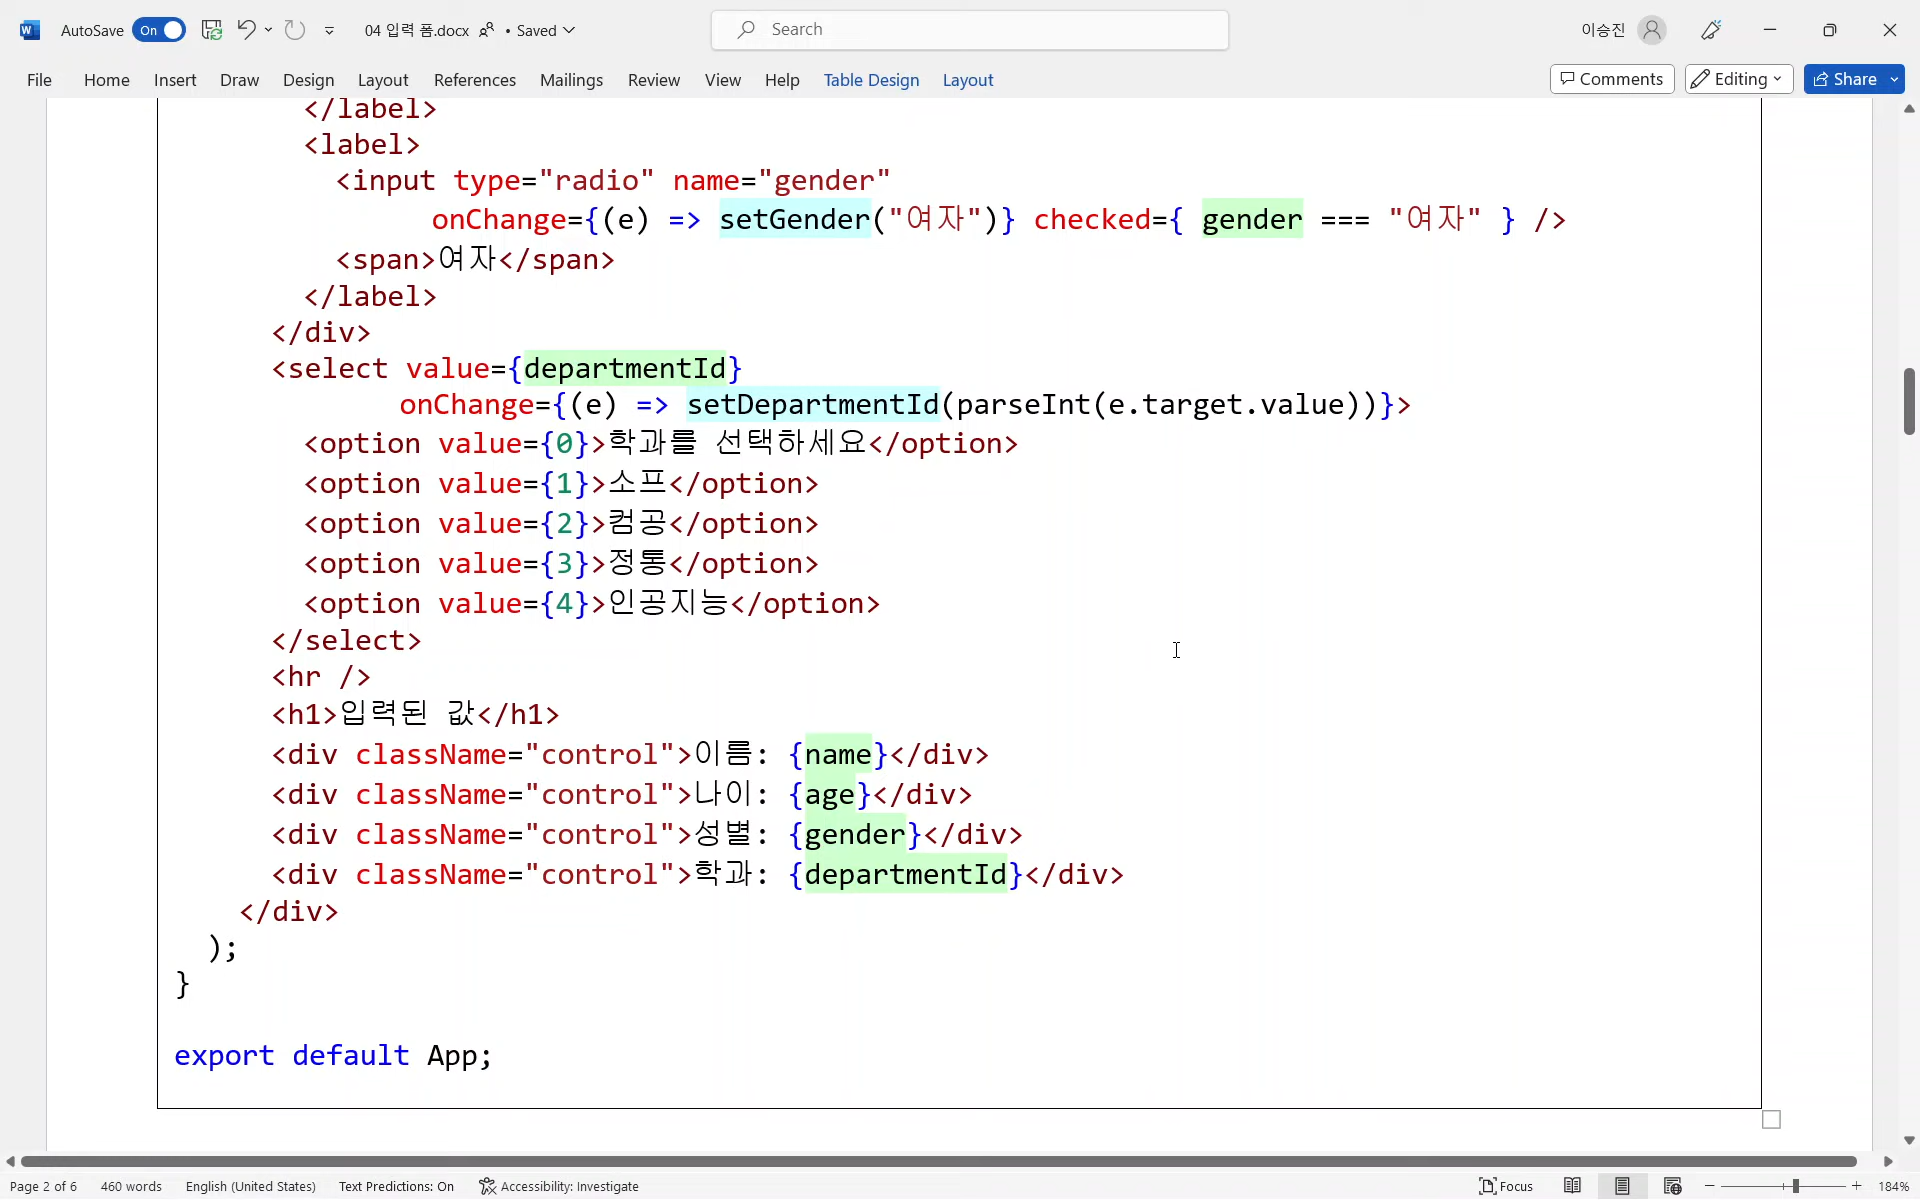 AutoSave On 04 입력 폼.docx • Saved Search 이승진
File Home Insert Draw Design Layout References Mailings Review View Help Table Design Layout Comments Editing Share
</label>
<label>
<input type="radio" name="gender"
onChange={(e) => setGender("여자")} checked={ gender === "여자" } />
<span>여자</span>
</label>
</div>
<select value={departmentId}
onChange={(e) => setDepartmentId(parseInt(e.target.value))}>
<option value={0}>학과를 선택하세요</option>
<option value={1}>소프</option>
<option value={2}>컴공</option>
<option value={3}>정통</option>
<option value={4}>인공지능</option>
</select>
<hr />
<h1>입력된 값</h1>
<div className="control">이름: {name}</div>
<div className="control">나이: {age}</div>
<div className="control">성별: {gender}</div>
<div className="control">학과: {departmentId}</div>
</div>
);
}
export default App;
Page 2 of 6 460 words English (United States) Text Predictions: On Accessibility: Investigate Focus 184%